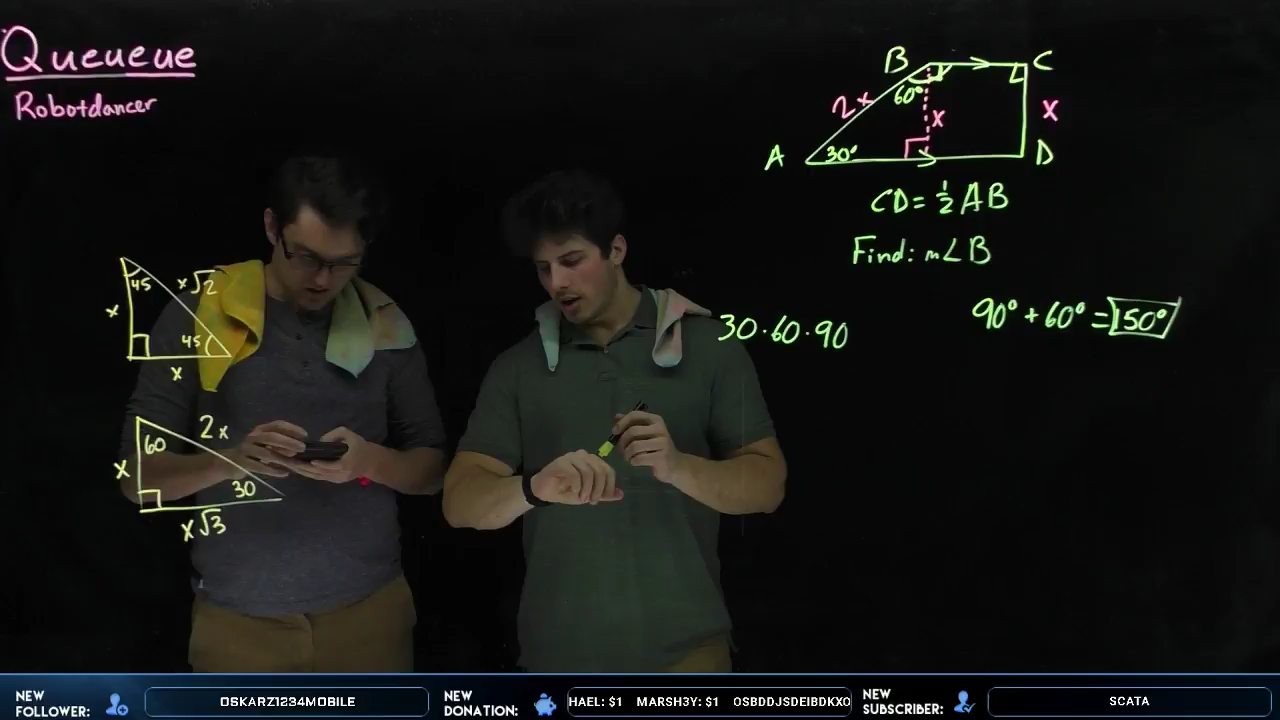 Queueue
Robotdancer
B
C
60°
2x
x
x
A
30°
D
CD = 1/2 AB
Find: m∠B
90° + 60° = 150°
30·60·90
45
x√2
x
45
x
60
2x
x
30
x√3
NEW FOLLOWER:
OSKARZ1234MOBILE
NEW DONATION:
HAEL: $1 MARSH3Y: $1 OSBDDJSDEIBDKXO
NEW SUBSCRIBER:
SCATA